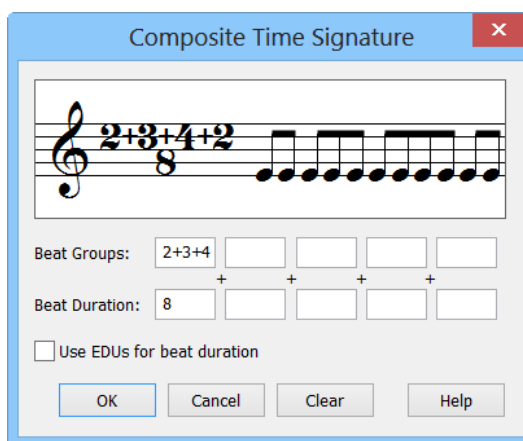 Composite Time Signature
2+3+4+2
8
Beat Groups: 2+3+4
+ + + +
Beat Duration: 8
Use EDUs for beat duration
OK Cancel Clear Help